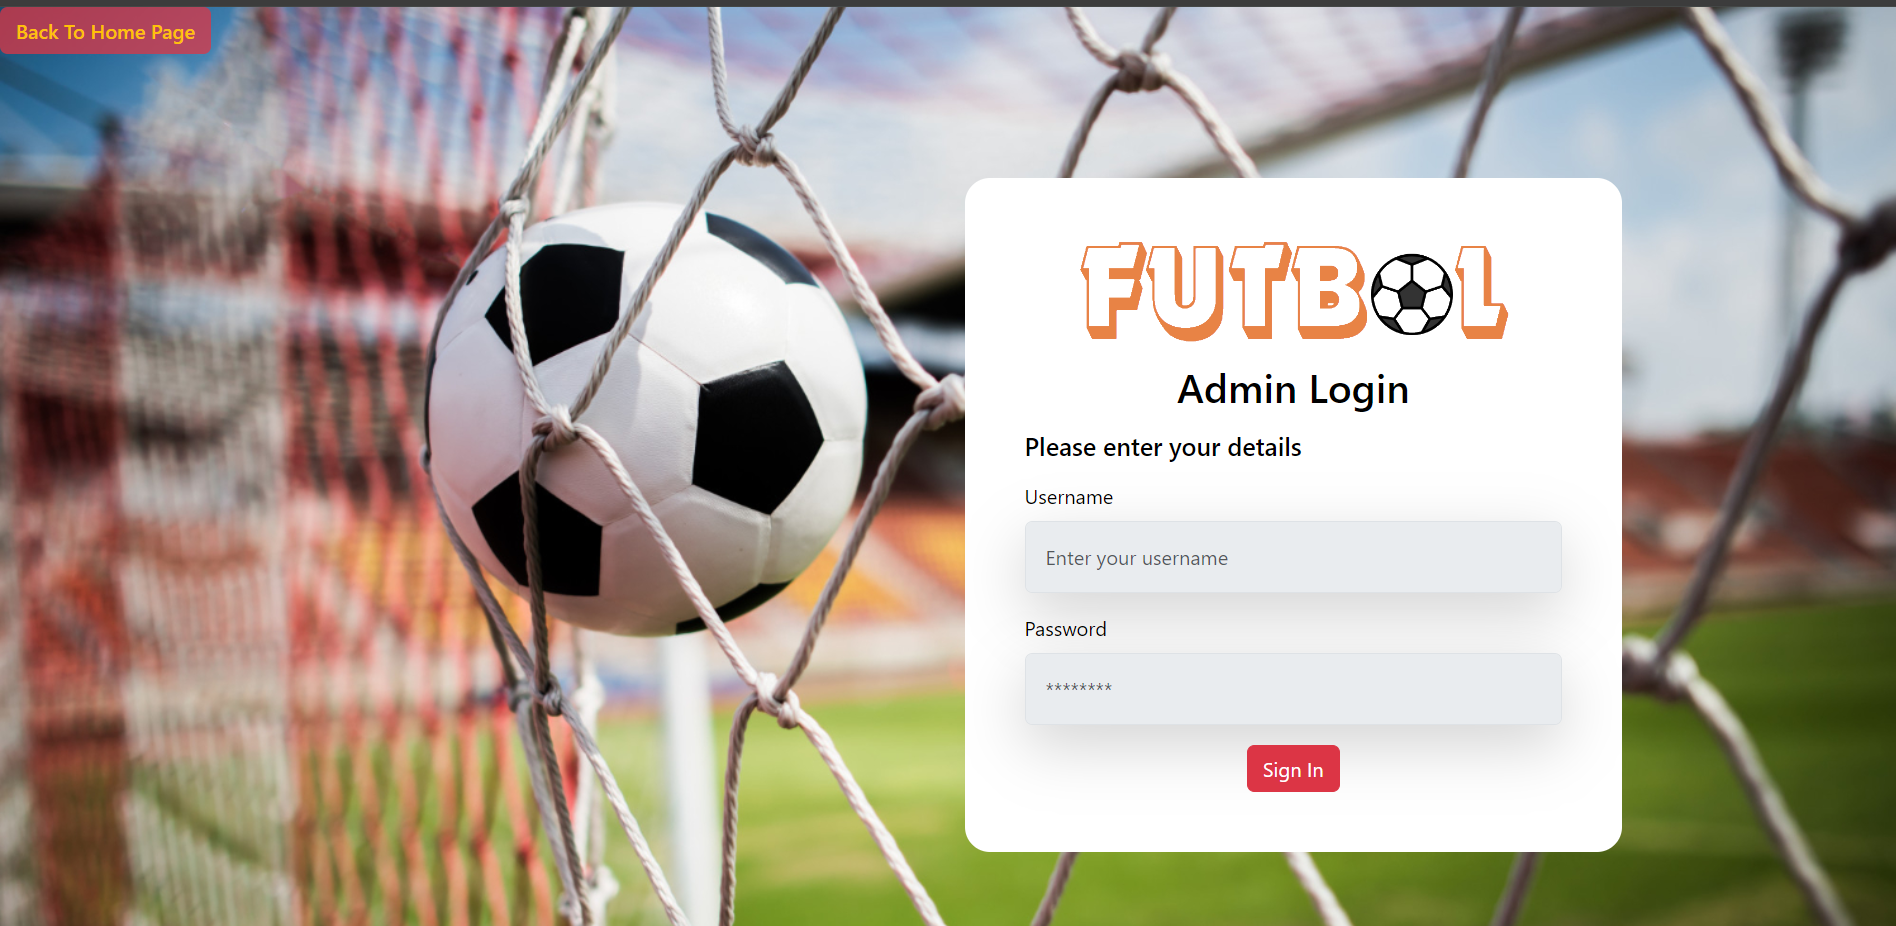 Back To Home Page
FUTBOL
Admin Login
Please enter your details
Username
Enter your username
Password
********
Sign In